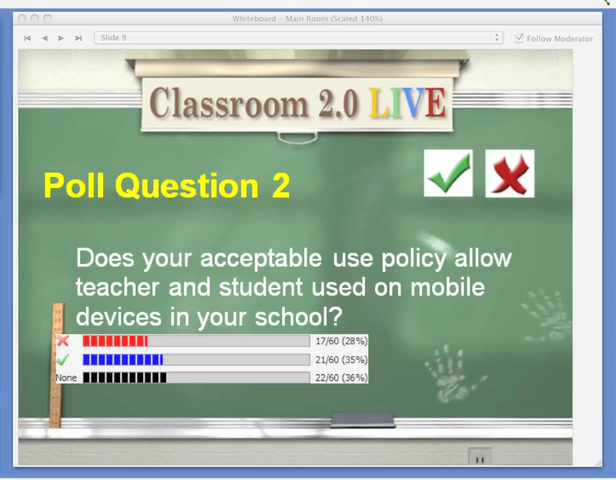 Whiteboard – Main Room (Scaled 140%)
Slide 9
Follow Moderator
Classroom 2.0 LIVE
Poll Question 2
Does your acceptable use policy allow
teacher and student used on mobile
devices in your school?
17/60 (28%)
21/60 (35%)
None 22/60 (36%)